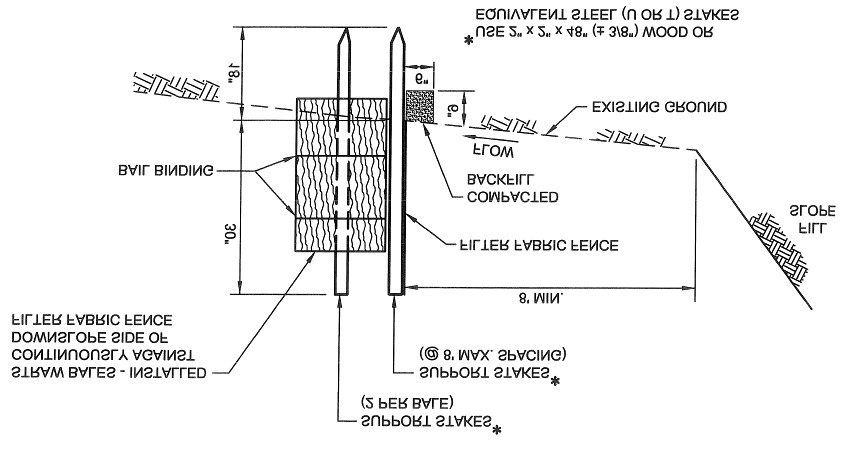 SUPPORT STAKES*
(2 PER BALE)
SUPPORT STAKES*
(@ 8' MAX. SPACING)
STRAW BALES - INSTALLED
CONTINUOUSLY AGAINST
DOWNSLOPE SIDE OF
FILTER FABRIC FENCE
8' MIN.
FILTER FABRIC FENCE
FILL
SLOPE
30"
COMPACTED
BACKFILL
BAIL BINDING
FLOW
EXISTING GROUND
6"
6"
18"
* USE 2" x 2" x 48" (± 3/8") WOOD OR
EQUIVALENT STEEL (U OR T) STAKES